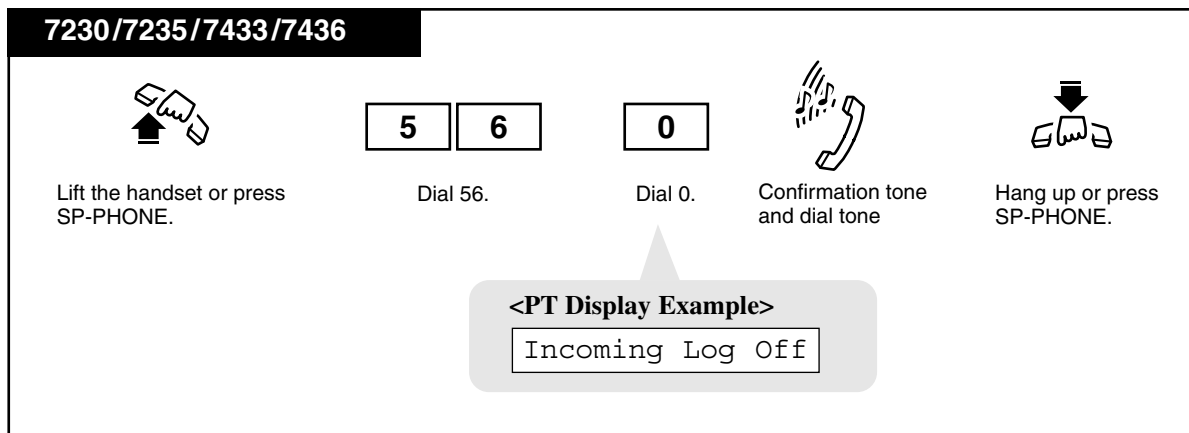 7230/7235/7433/7436
5 6 0
Lift the handset or press
SP-PHONE.
Dial 56.
Dial 0.
Confirmation tone
and dial tone
Hang up or press
SP-PHONE.
<PT Display Example>
Incoming Log Off